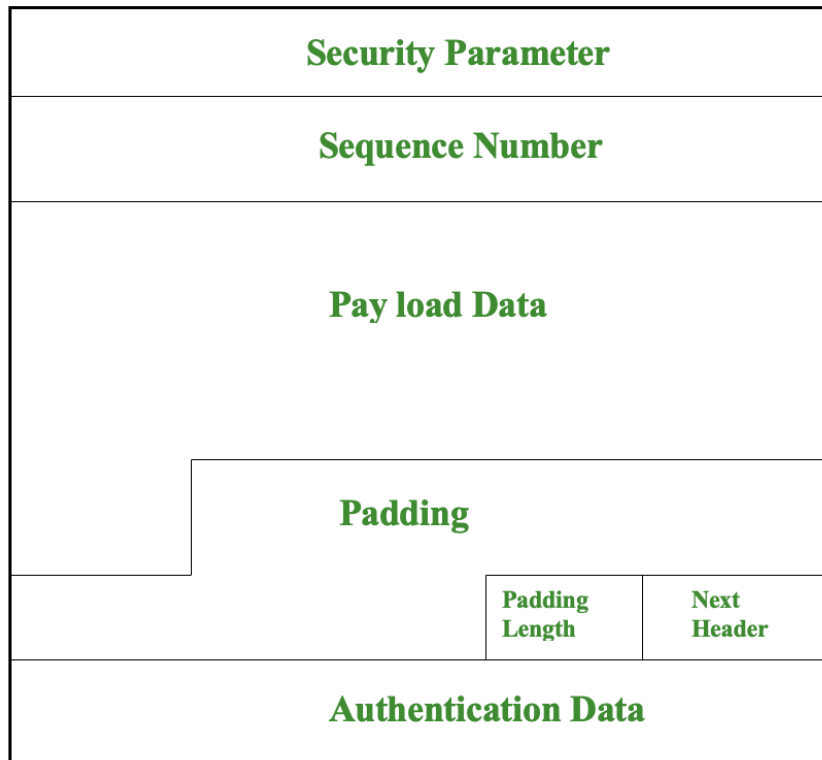 Security Parameter
Sequence Number
Pay load Data
Padding
Padding
Length
Next
Header
Authentication Data